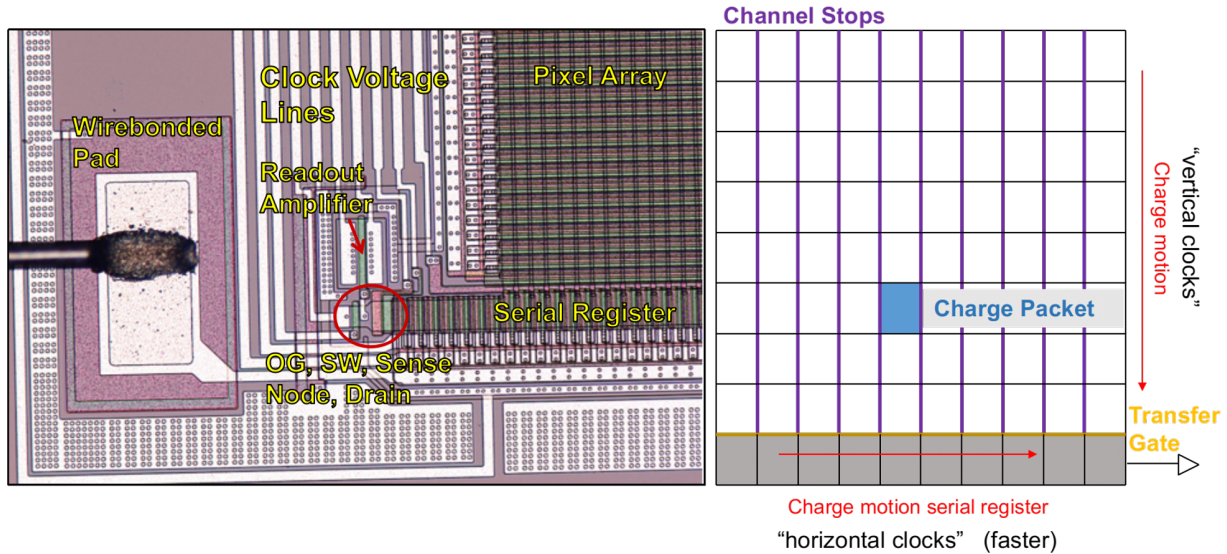 Clock Voltage
Lines
Pixel Array
Wirebonded
Pad
Readout
Amplifier
Serial Register
OG, SW, Sense
Node, Drain
Channel Stops
"vertical clocks"
Charge motion
Charge Packet
Transfer
Gate
Charge motion serial register
"horizontal clocks" (faster)